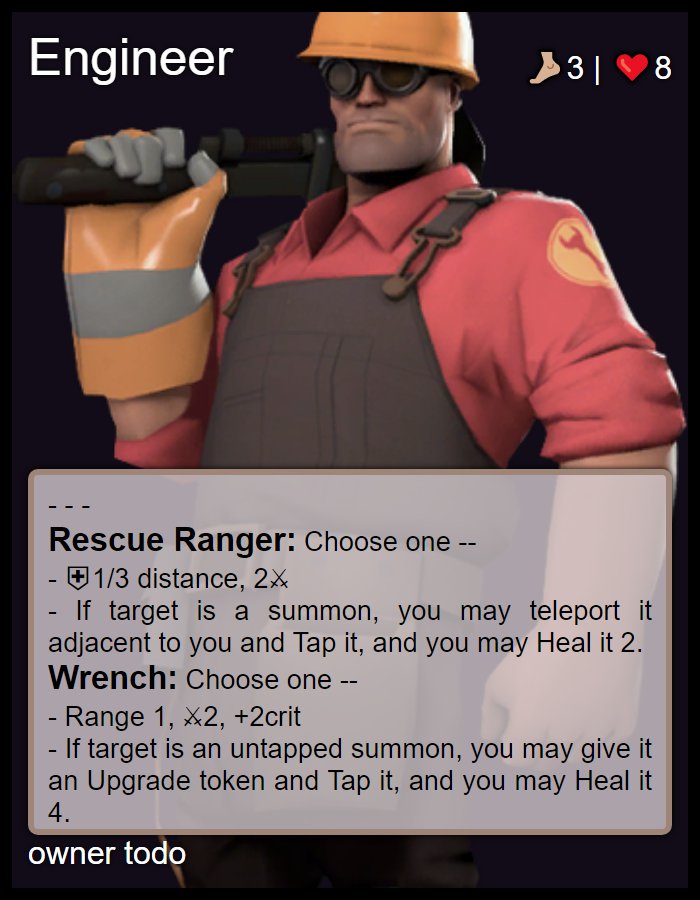 Engineer
🦶🏼3 | ❤️8
- - -
Rescue Ranger: Choose one --
- ⛨1/3 distance, 2⚔
- If target is a summon, you may teleport it
adjacent to you and Tap it, and you may Heal it 2.
Wrench: Choose one --
- Range 1, ⚔2, +2crit
- If target is an untapped summon, you may give it
an Upgrade token and Tap it, and you may Heal it
4.
owner todo